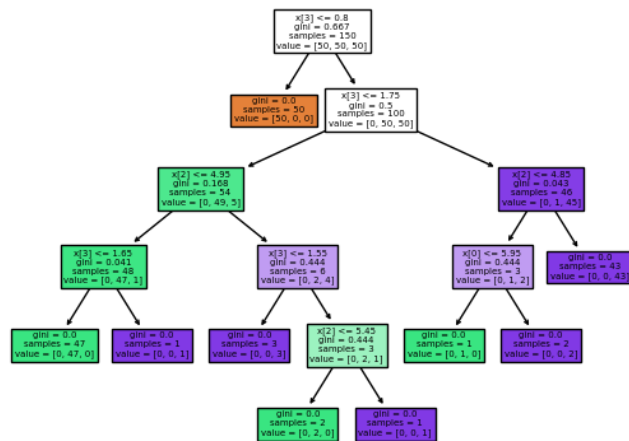 x[3] <= 0.8
gini = 0.667
samples = 150
value = [50, 50, 50]
gini = 0.0
samples = 50
value = [50, 0, 0]
x[3] <= 1.75
gini = 0.5
samples = 100
value = [0, 50, 50]
x[2] <= 4.95
gini = 0.168
samples = 54
value = [0, 49, 5]
x[2] <= 4.85
gini = 0.043
samples = 46
value = [0, 1, 45]
x[3] <= 1.65
gini = 0.041
samples = 48
value = [0, 47, 1]
x[3] <= 1.55
gini = 0.444
samples = 6
value = [0, 2, 4]
x[0] <= 5.95
gini = 0.444
samples = 3
value = [0, 1, 2]
gini = 0.0
samples = 43
value = [0, 0, 43]
gini = 0.0
samples = 47
value = [0, 47, 0]
gini = 0.0
samples = 1
value = [0, 0, 1]
gini = 0.0
samples = 3
value = [0, 0, 3]
x[2] <= 5.45
gini = 0.444
samples = 3
value = [0, 2, 1]
gini = 0.0
samples = 1
value = [0, 1, 0]
gini = 0.0
samples = 2
value = [0, 0, 2]
gini = 0.0
samples = 2
value = [0, 2, 0]
gini = 0.0
samples = 1
value = [0, 0, 1]